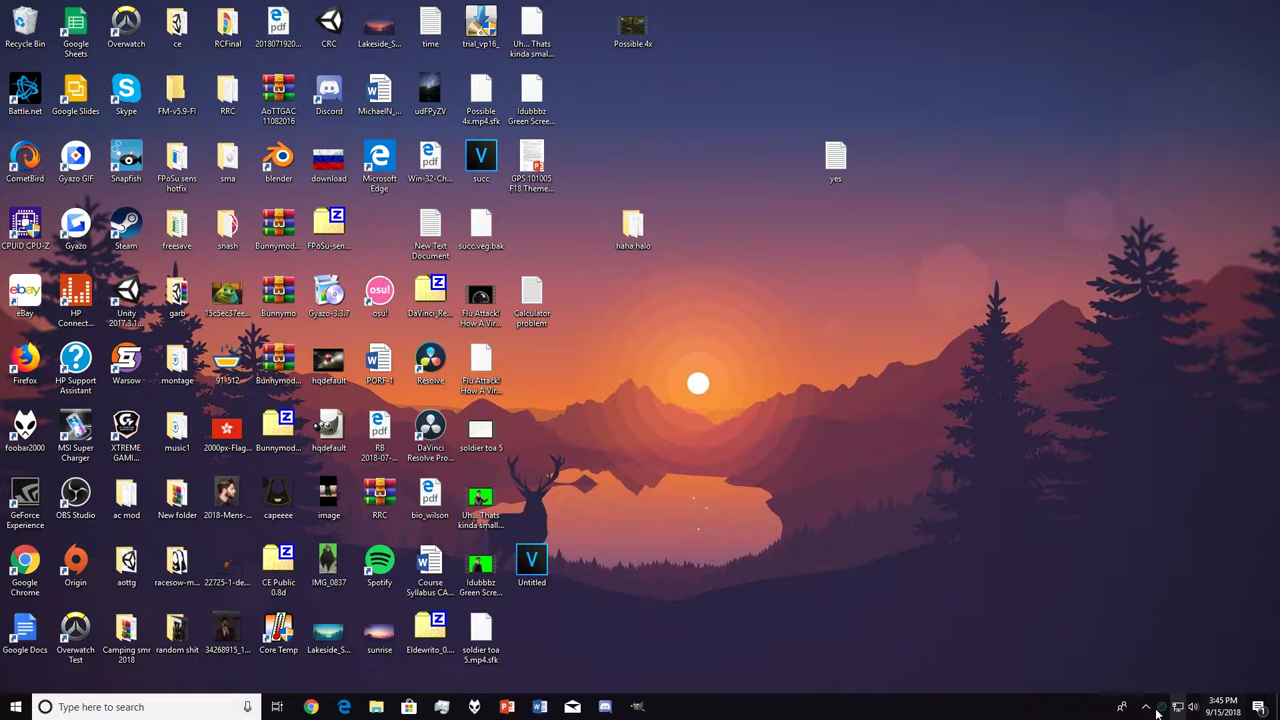 Recycle Bin
Google
Sheets
Overwatch
ce
RCFinal
2018071920...
CRC
Lakeside_S...
time
trial_vp16_
Uh... Thats
kinda smal...
Possible 4x
Battle.net
Google Slides
Skype
FM-v5.9-FI
RRC
AoTTGAC
11082016
Discord
MichaelN_...
udFPyZV
Possible
4x.mp4.sfk
Idubbbz
Green Scree...
CometBird
Gyazo GIF
Snapfish
FPoSu sens
hotfix
sma
blender
download
Microsoft
Edge
Win-32-Ch...
succ
GPS 101005
F18 Theme...
yes
CPUID CPU-Z
Gyazo
Steam
freesave
snash
Bunnymod...
FPoSu-sen...
New Text
Document
succ.veg.bak
haha halo
eBay
HP
Connect...
Unity
2017.3.1...
garb
15c5ec37ee...
Bunnymo
Gyazo-3.3.7
osu!
DaVinci_Re...
Flu Attack!
How A Vir...
Calculator
problem
Firefox
HP Support
Assistant
Warsow
montage
91-512
Bunhymod...
hqdefault
PORF-1
Resolve
Flu Attack!
How A Vir...
foobar2000
MSI Super
Charger
XTREME
GAMI...
music1
2000px-Flag...
Bunnymod...
hqdefault
RB
2018-07-...
DaVinci
Resolve Pro...
soldier toa 5
GeForce
Experience
OBS Studio
ac mod
New folder
2018-Mens-...
capeeee
image
RRC
bio_wilson
Uh... Thats
kinda small...
Google
Chrome
Origin
aottg
racesow-m...
22725-1-de...
CE Public
0.8d
IMG_0837
Spotify
Course
Syllabus CA...
Idubbbz
Green Scre...
Untitled
Google Docs
Overwatch
Test
Camping smr
2018
random shit
34268915_1...
Core Temp
Lakeside_S...
sunrise
Eldewrito_0...
soldier toa
5.mp4.sfk
Type here to search
3:45 PM
9/15/2018